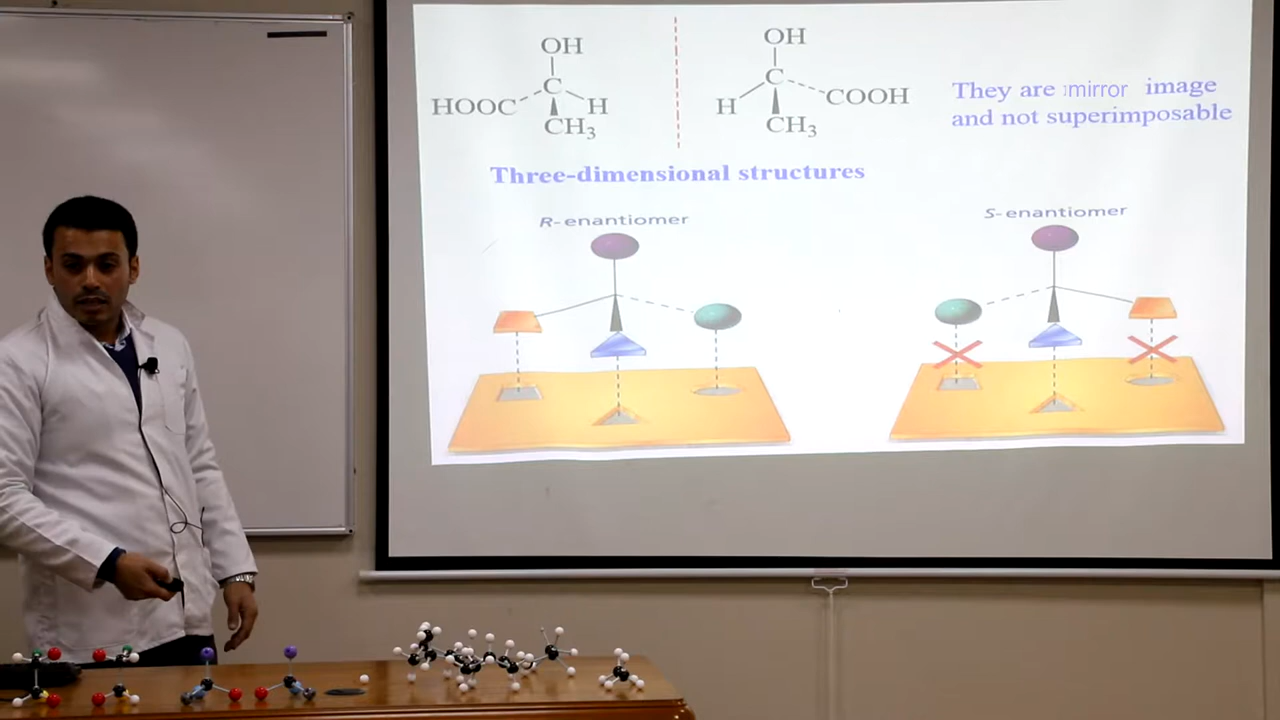 OH
C
HOOC
H
CH3
OH
C
H
COOH
CH3
They are :mirror image
and not superimposable
Three-dimensional structures
R-enantiomer
S-enantiomer